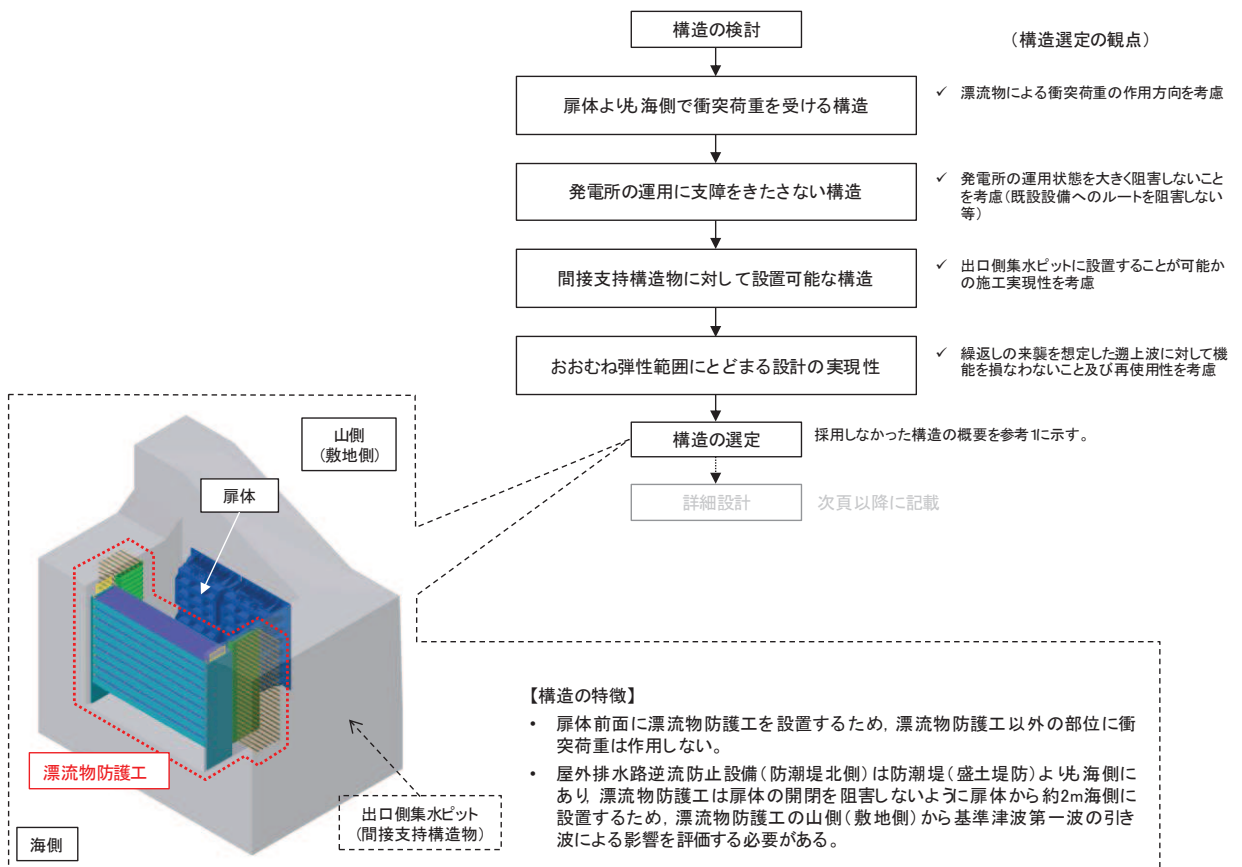 構造の検討
(構造選定の観点)
扉体よりも海側で衝突荷重を受ける構造
✓ 漂流物による衝突荷重の作用方向を考慮
発電所の運用に支障をきたさない構造
✓ 発電所の運用状態を大きく阻害しないこと
を考慮(既設設備へのルートを阻害しない
等)
間接支持構造物に対して設置可能な構造
✓ 出口側集水ピットに設置することが可能か
の施工実現性を考慮
おおむね弾性範囲にとどまる設計の実現性
✓ 繰返しの来襲を想定した遡上波に対して機
能を損なわないこと及び再使用性を考慮
構造の選定
採用しなかった構造の概要を参考1に示す。
詳細設計
次頁以降に記載
山側
(敷地側)
扉体
漂流物防護工
出口側集水ピット
(間接支持構造物)
海側
【構造の特徴】
• 扉体前面に漂流物防護工を設置するため,漂流物防護工以外の部位に衝
突荷重は作用しない。
• 屋外排水路逆流防止設備(防潮堤北側)は防潮堤(盛土堤防)よりも海側に
あり,漂流物防護工は扉体の開閉を阻害しないように扉体から約2m海側に
設置するため,漂流物防護工の山側(敷地側)から基準津波第一波の引き
波による影響を評価する必要がある。